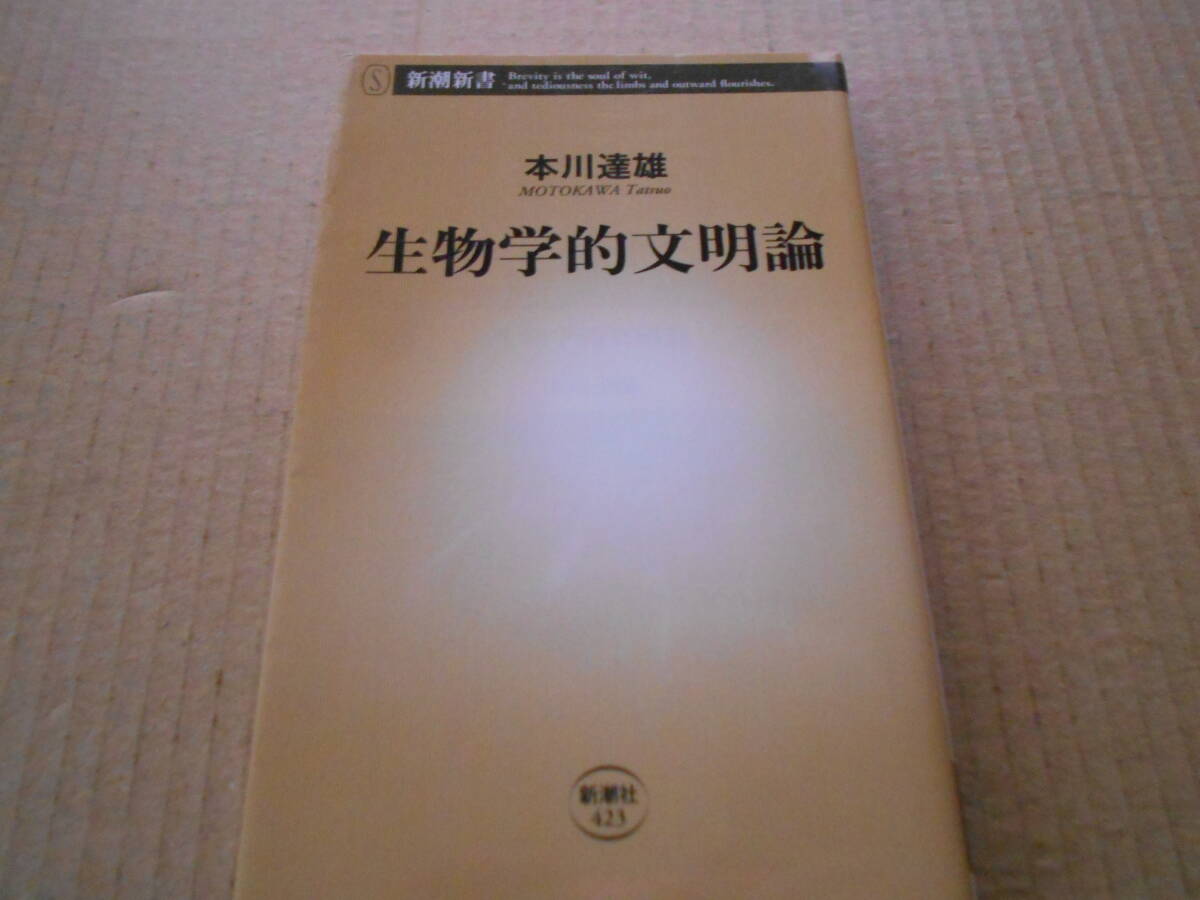 S 新潮新書
Brevity is the soul of wit,
and tediousness the limbs and outward flourishes.
本川達雄
MOTOKAWA Tatsuo
生物学的文明論
新潮社
423